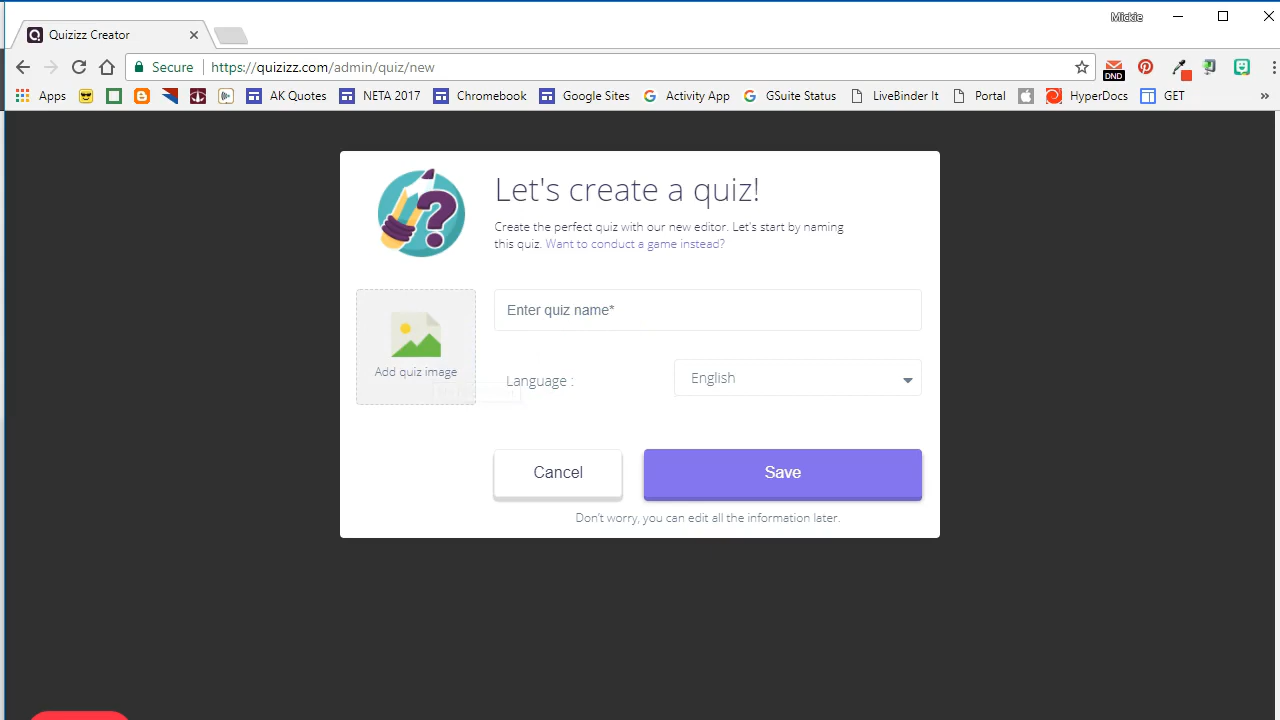 Mickie
Quizizz Creator
Secure https://quizizz.com/admin/quiz/new
DND
Apps AK Quotes NETA 2017 Chromebook Google Sites Activity App GSuite Status LiveBinder It Portal HyperDocs GET »
Let's create a quiz!
Create the perfect quiz with our new editor. Let's start by naming
this quiz. Want to conduct a game instead?
Enter quiz name*
Add quiz image
Language :
English
Cancel
Save
Don't worry, you can edit all the information later.